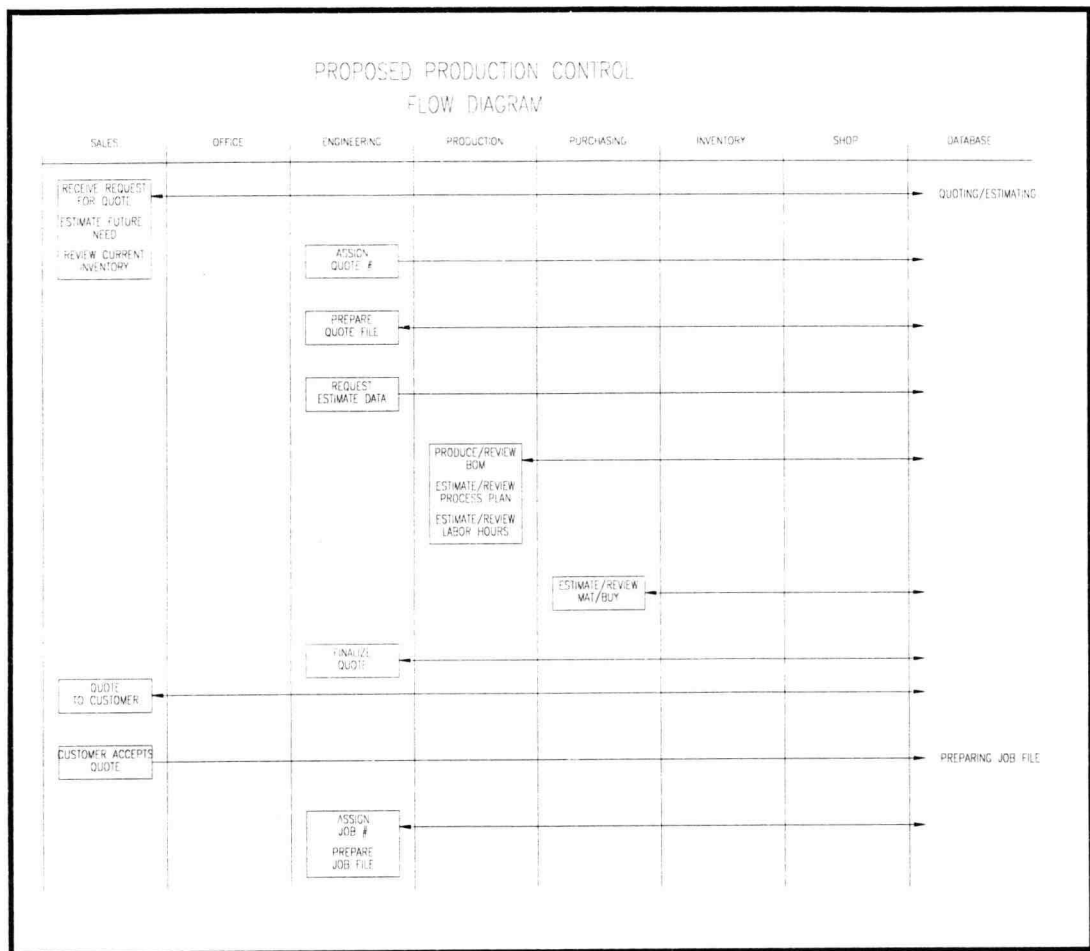 PROPOSED PRODUCTION CONTROL
FLOW DIAGRAM
SALES OFFICE ENGINEERING PRODUCTION PURCHASING INVENTORY SHOP DATABASE
RECEIVE REQUEST
FOR QUOTE
QUOTING/ESTIMATING
ESTIMATE FUTURE
NEED
REVIEW CURRENT
INVENTORY
ASSIGN
QUOTE #
PREPARE
QUOTE FILE
REQUEST
ESTIMATE DATA
PRODUCE/REVIEW
BOM
ESTIMATE/REVIEW
PROCESS PLAN
ESTIMATE/REVIEW
LABOR HOURS
ESTIMATE/REVIEW
MAT/BUY
FINALIZE
QUOTE
QUOTE
TO CUSTOMER
CUSTOMER ACCEPTS
QUOTE
PREPARING JOB FILE
ASSIGN
JOB #
PREPARE
JOB FILE